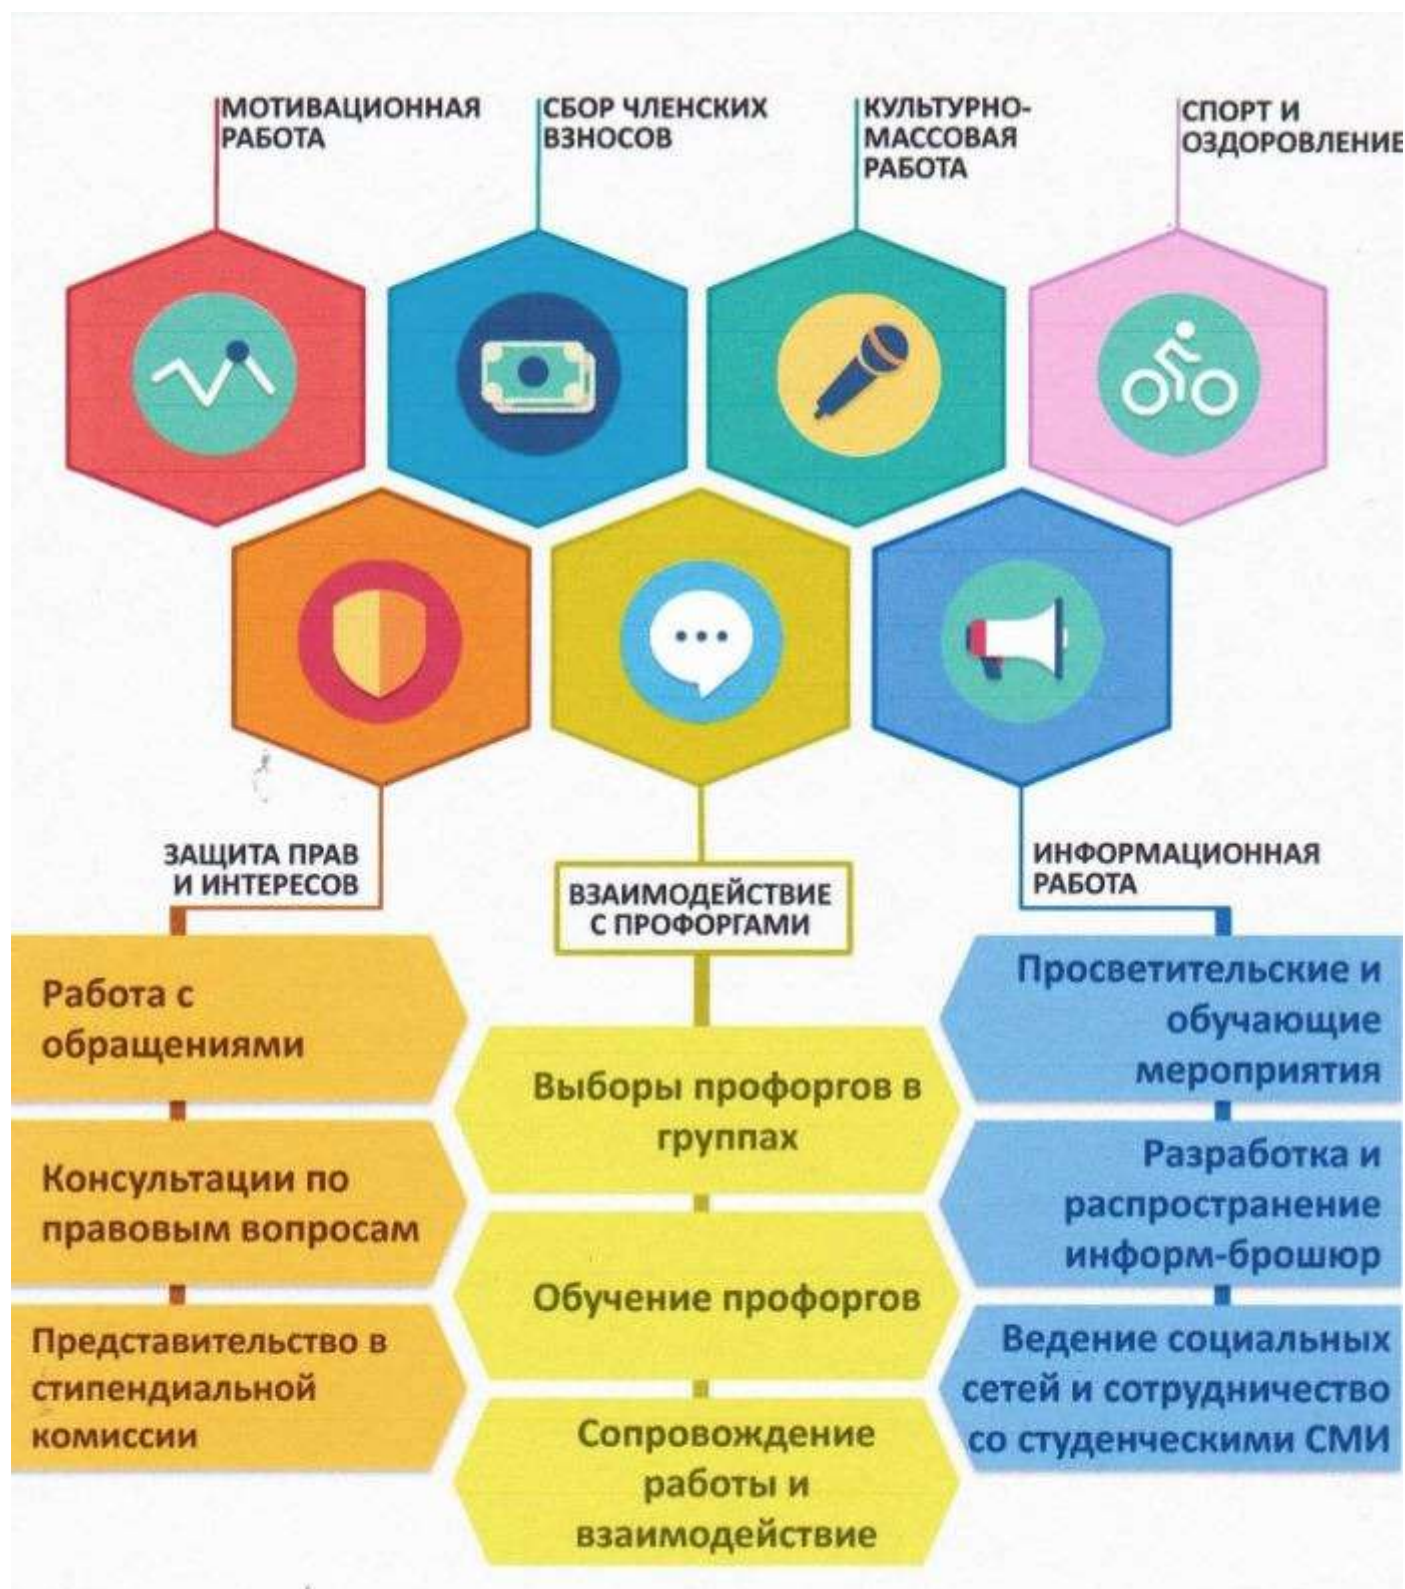 МОТИВАЦИОННАЯ
РАБОТА
СБОР ЧЛЕНСКИХ
ВЗНОСОВ
КУЛЬТУРНО-
МАССОВАЯ
РАБОТА
СПОРТ И
ОЗДОРОВЛЕНИЕ
ЗАЩИТА ПРАВ
И ИНТЕРЕСОВ
ВЗАИМОДЕЙСТВИЕ
С ПРОФОРГАМИ
ИНФОРМАЦИОННАЯ
РАБОТА
Работа с
обращениями
Консультации по
правовым вопросам
Представительство в
стипендиальной
комиссии
Выборы профоргов в
группах
Обучение профоргов
Сопровождение
работы и
взаимодействие
Просветительские и
обучающие
мероприятия
Разработка и
распространение
информ-брошюр
Ведение социальных
сетей и сотрудничество
со студенческими СМИ